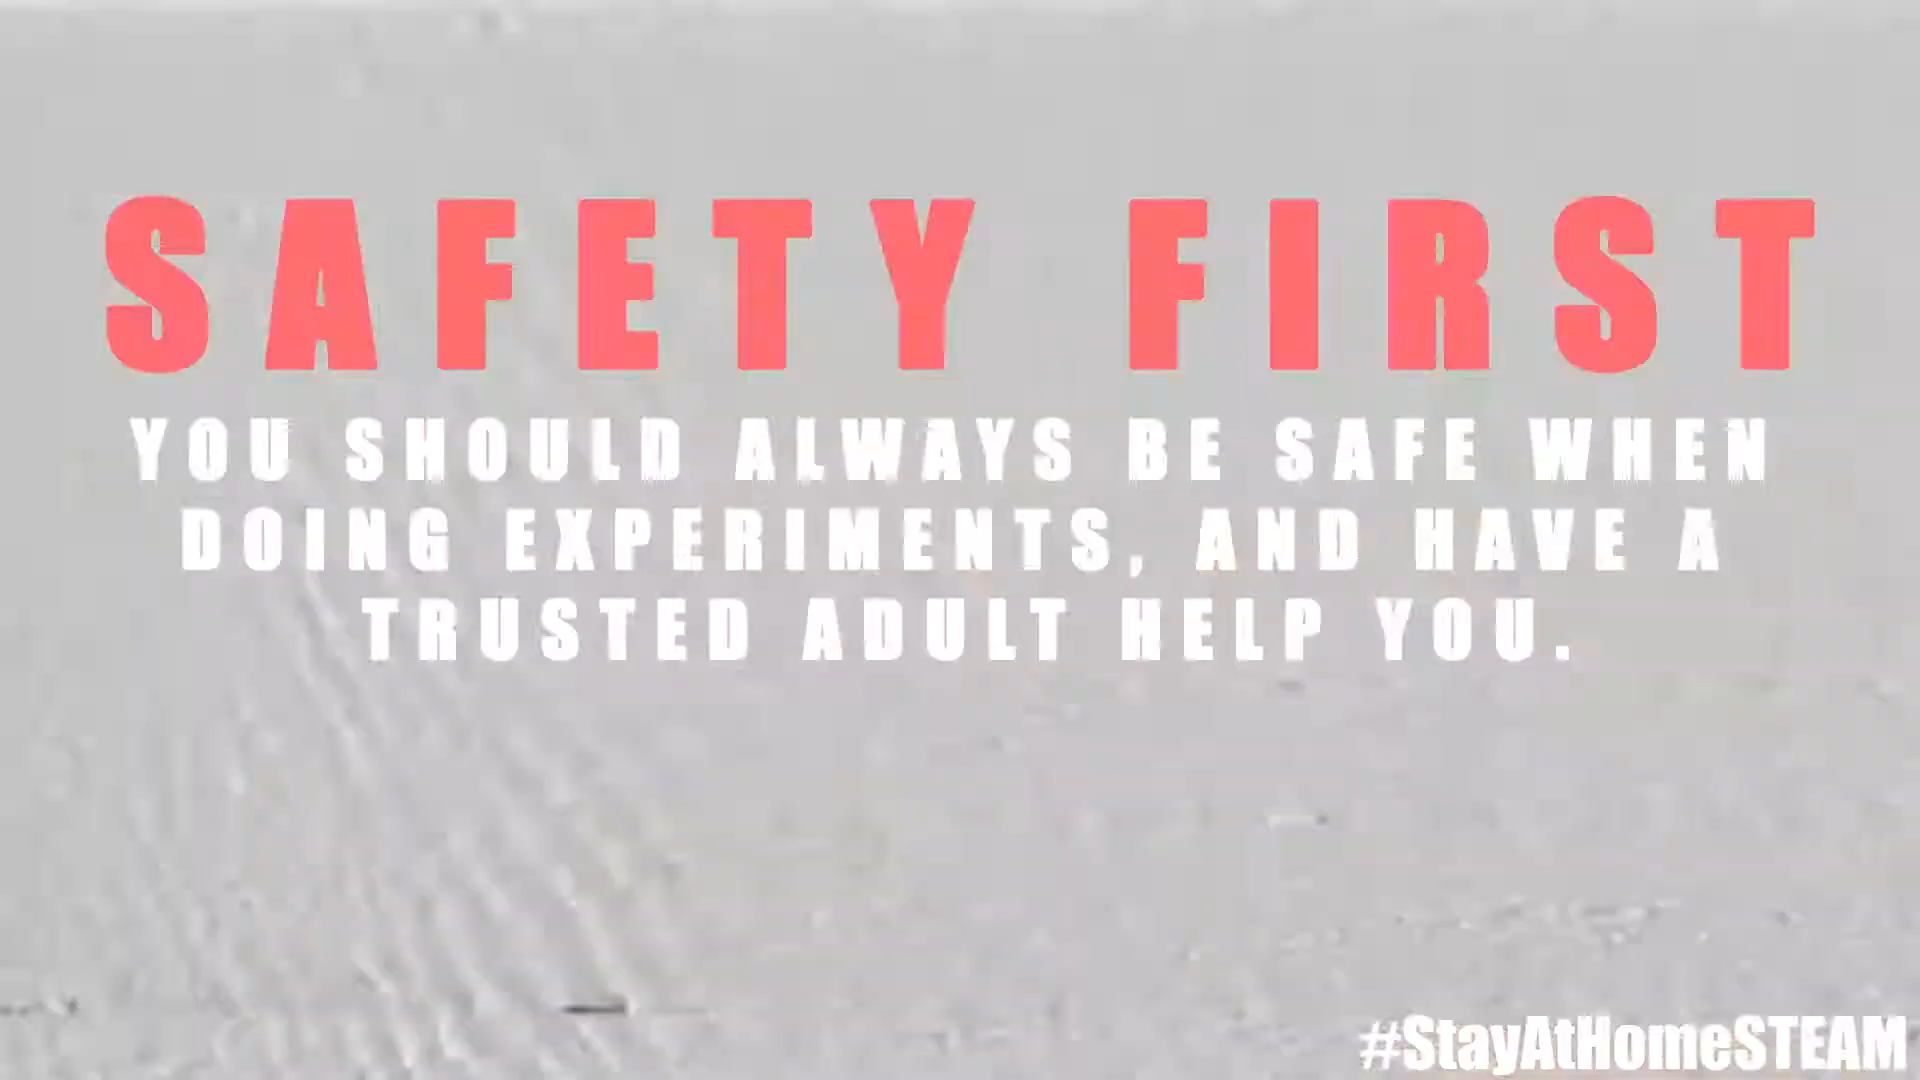 SAFETY FIRST
YOU SHOULD ALWAYS BE SAFE WHEN
DOING EXPERIMENTS, AND HAVE A
TRUSTED ADULT HELP YOU.
#StayAtHomeSTEAM